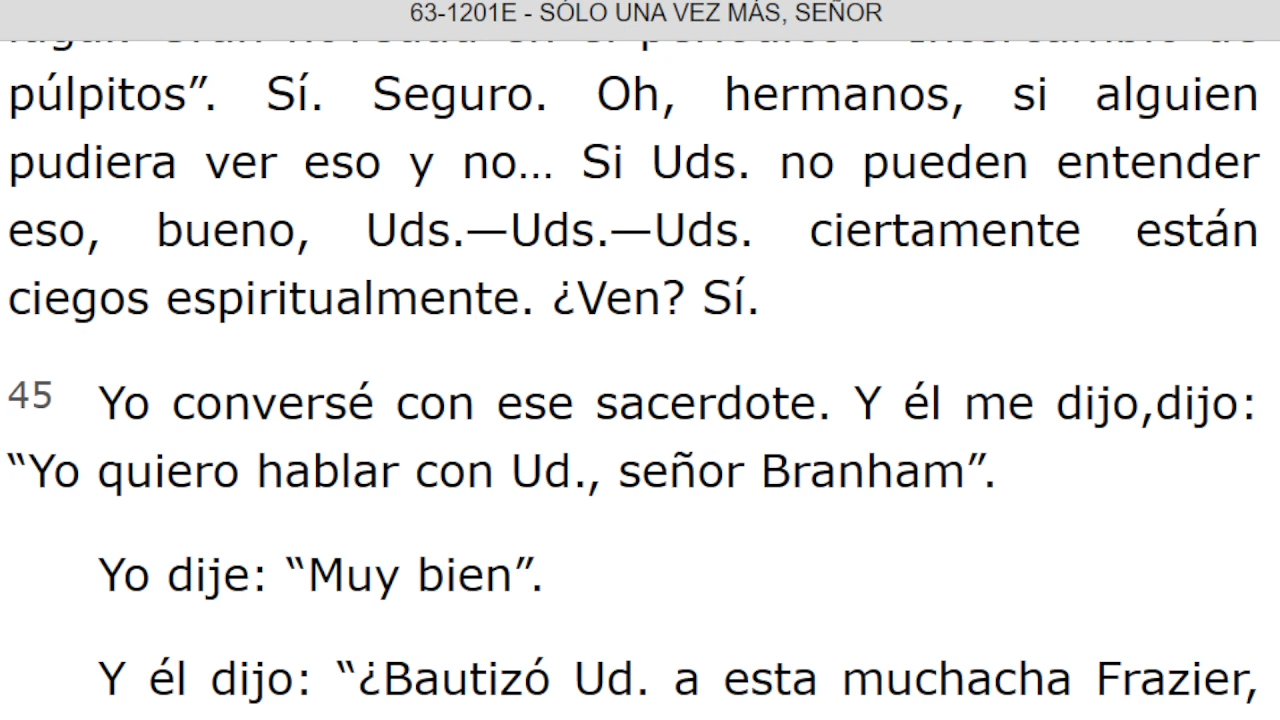 63-1201E - SÓLO UNA VEZ MÁS, SEÑOR
púlpitos”. Sí. Seguro. Oh, hermanos, si alguien
pudiera ver eso y no… Si Uds. no pueden entender
eso, bueno, Uds.—Uds.—Uds. ciertamente están
ciegos espiritualmente. ¿Ven? Sí.
45 Yo conversé con ese sacerdote. Y él me dijo,dijo:
“Yo quiero hablar con Ud., señor Branham”.
Yo dije: “Muy bien”.
Y él dijo: “¿Bautizó Ud. a esta muchacha Frazier,